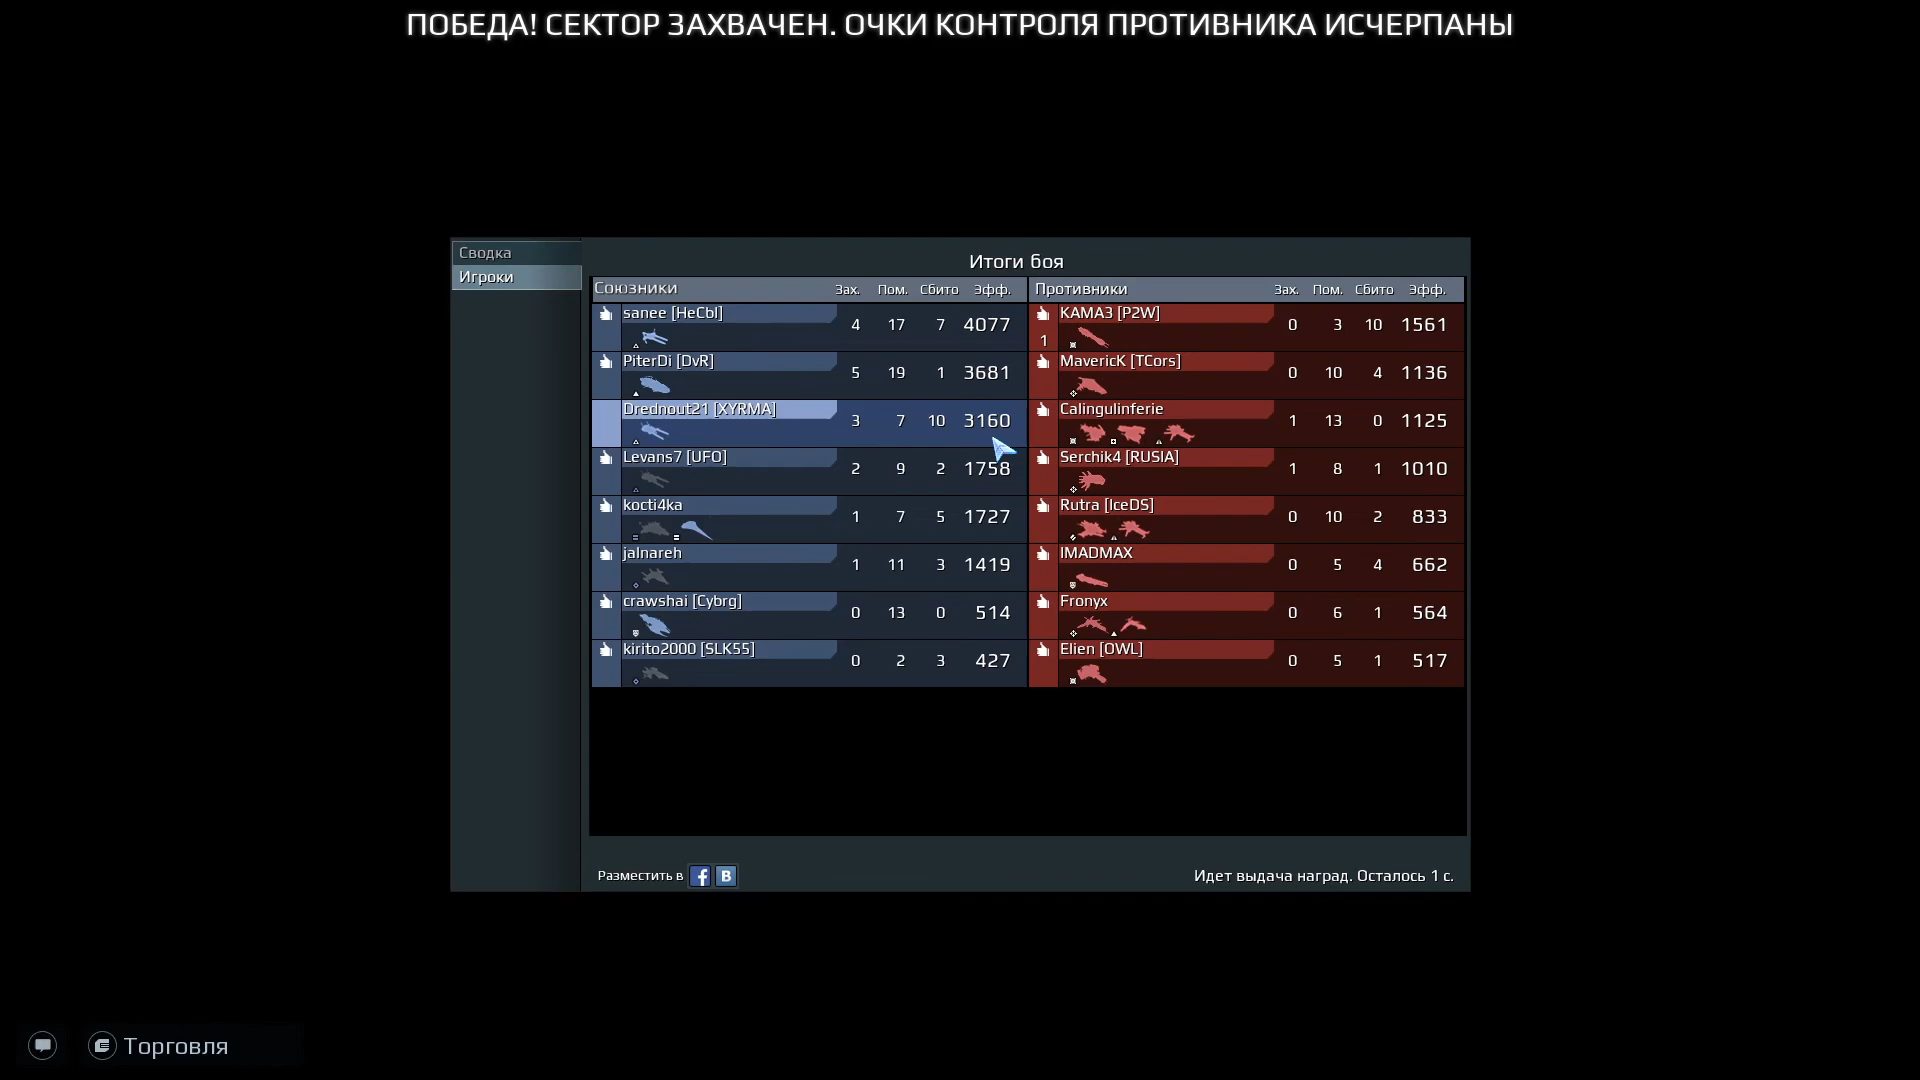 ПОБЕДА! СЕКТОР ЗАХВАЧЕН. ОЧКИ КОНТРОЛЯ ПРОТИВНИКА ИСЧЕРПАНЫ
Сводка
Игроки
Итоги боя
Союзники Зах. Пом. Сбито Эфф. Противники Зах. Пом. Сбито Эфф.
sanee [HeCbI] 4 17 7 4077 1 KAMA3 [P2W] 0 3 10 1561
PiterDi [DvR] 5 19 1 3681 MavericK [TCors] 0 10 4 1136
Drednout21 [XYRMA] 3 7 10 3160 Calingulinferie 1 13 0 1125
Levans7 [UFO] 2 9 2 1758 Serchik4 [RUSIA] 1 8 1 1010
kocti4ka 1 7 5 1727 Rutra [IceDS] 0 10 2 833
jalnareh 1 11 3 1419 IMADMAX 0 5 4 662
crawshai [Cybrg] 0 13 0 514 Fronyx 0 6 1 564
kirito2000 [SLK55] 0 2 3 427 Elien [OWL] 0 5 1 517
Разместить в f В Идет выдача наград. Осталось 1 с.
Торговля